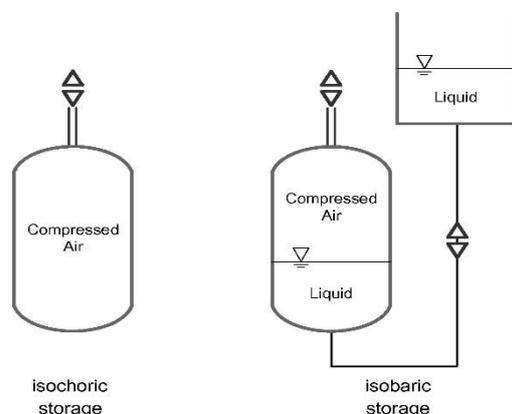 Liquid
Compressed
Air
Compressed
Air
Liquid
isochoric
storage
isobaric
storage